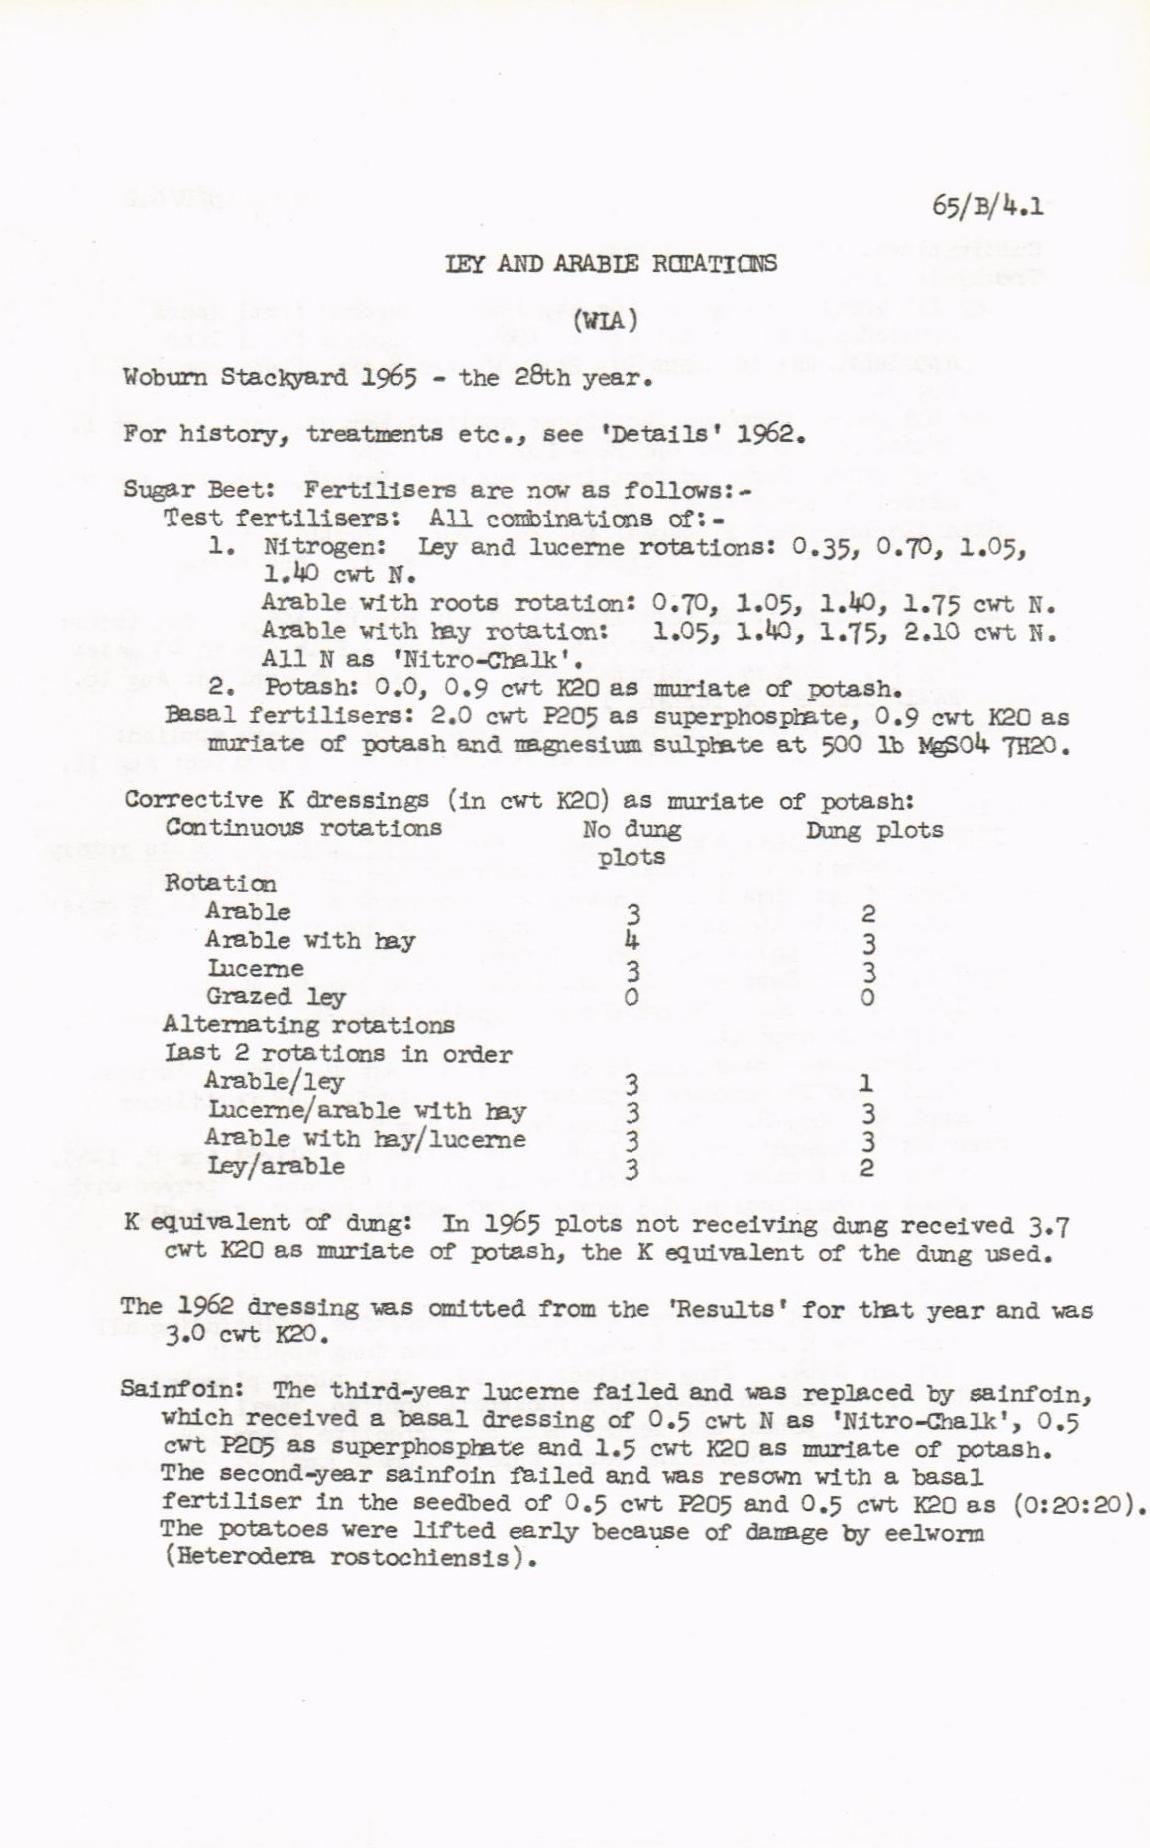 65/B/4.1
LEY AND ARABLE ROTATIONS
(WLA)
Woburn Stackyard 1965 - the 28th year.
For history, treatments etc., see 'Details' 1962.
Sugar Beet: Fertilisers are now as follows:-
Test fertilisers: All combinations of:-
1. Nitrogen: Ley and lucerne rotations: 0.35, 0.70, 1.05,
1.40 cwt N.
Arable with roots rotation: 0.70, 1.05, 1.40, 1.75 cwt N.
Arable with hay rotation: 1.05, 1.40, 1.75, 2.10 cwt N.
All N as 'Nitro-Chalk'.
2. Potash: 0.0, 0.9 cwt K2O as muriate of potash.
Basal fertilisers: 2.0 cwt P2O5 as superphosphate, 0.9 cwt K2O as
muriate of potash and magnesium sulphate at 500 lb MgSO4 7H2O.
Corrective K dressings (in cwt K2O) as muriate of potash:
Continuous rotations No dung Dung plots
plots
Rotation
Arable 3 2
Arable with hay 4 3
Lucerne 3 3
Grazed ley 0 0
Alternating rotations
Last 2 rotations in order
Arable/ley 3 1
Lucerne/arable with hay 3 3
Arable with hay/lucerne 3 3
Ley/arable 3 2
K equivalent of dung: In 1965 plots not receiving dung received 3.7
cwt K2O as muriate of potash, the K equivalent of the dung used.
The 1962 dressing was omitted from the 'Results' for that year and was
3.0 cwt K2O.
Sainfoin: The third-year lucerne failed and was replaced by sainfoin,
which received a basal dressing of 0.5 cwt N as 'Nitro-Chalk', 0.5
cwt P2O5 as superphosphate and 1.5 cwt K2O as muriate of potash.
The second-year sainfoin failed and was resown with a basal
fertiliser in the seedbed of 0.5 cwt P2O5 and 0.5 cwt K2O as (0:20:20).
The potatoes were lifted early because of damage by eelworm
(Heterodera rostochiensis).